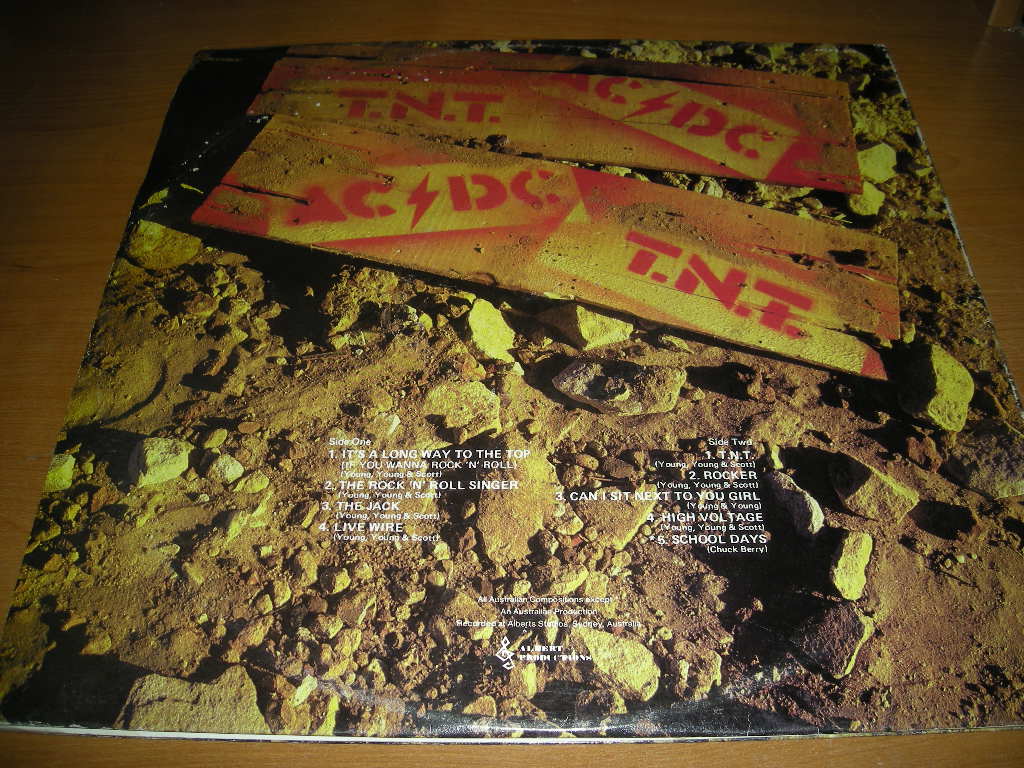 T.N.T. AC DC
AC DC T.N.T.
Side One
1. IT'S A LONG WAY TO THE TOP
(IF YOU WANNA ROCK 'N' ROLL)
(Young, Young & Scott)
2. THE ROCK 'N' ROLL SINGER
(Young, Young & Scott)
3. THE JACK
(Young, Young & Scott)
4. LIVE WIRE
(Young, Young & Scott)
Side Two
1. T.N.T.
(Young, Young & Scott)
2. ROCKER
(Young, Young & Scott)
3. CAN I SIT NEXT TO YOU GIRL
(Young & Young)
4. HIGH VOLTAGE
(Young, Young & Scott)
*5. SCHOOL DAYS
(Chuck Berry)
All Australian Compositions except*
An Australian Production
Recorded at Alberts Studios, Sydney, Australia
ALBERT
PRODUCTIONS